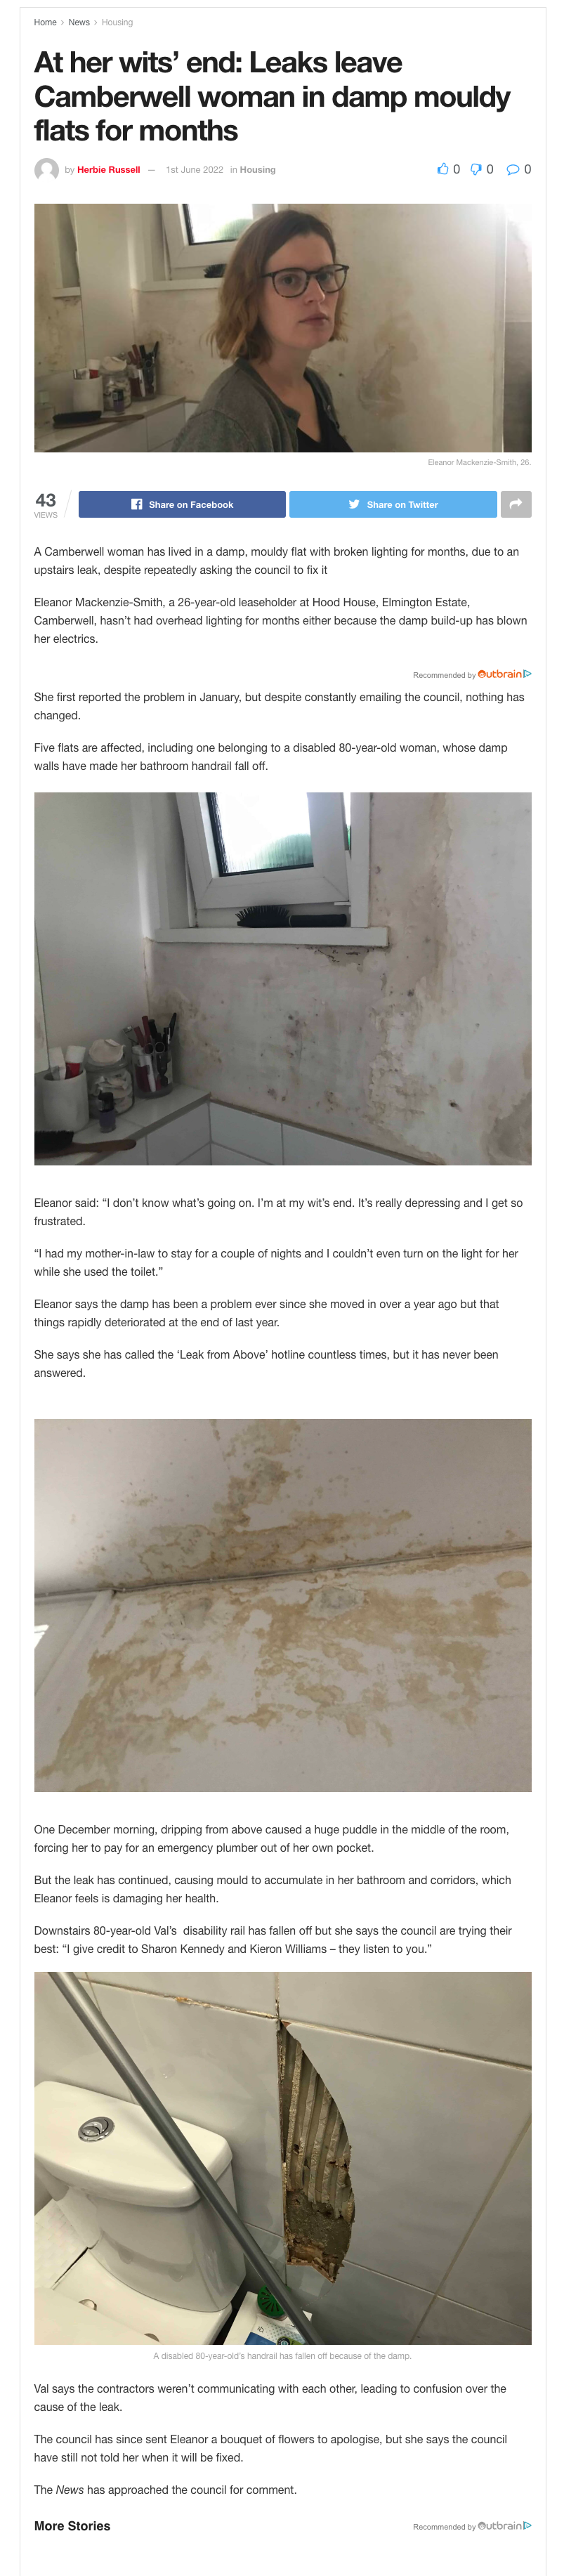 Home > News > Housing
At her wits’ end: Leaks leave
Camberwell woman in damp mouldy
flats for months
by Herbie Russell — 1st June 2022 in Housing
0 0 0
Eleanor Mackenzie-Smith, 26.
43
VIEWS
Share on Facebook
Share on Twitter
A Camberwell woman has lived in a damp, mouldy flat with broken lighting for months, due to an
upstairs leak, despite repeatedly asking the council to fix it
Eleanor Mackenzie-Smith, a 26-year-old leaseholder at Hood House, Elmington Estate,
Camberwell, hasn’t had overhead lighting for months either because the damp build-up has blown
her electrics.
Recommended by Outbrain
She first reported the problem in January, but despite constantly emailing the council, nothing has
changed.
Five flats are affected, including one belonging to a disabled 80-year-old woman, whose damp
walls have made her bathroom handrail fall off.
Eleanor said: “I don’t know what’s going on. I’m at my wit’s end. It’s really depressing and I get so
frustrated.
“I had my mother-in-law to stay for a couple of nights and I couldn’t even turn on the light for her
while she used the toilet.”
Eleanor says the damp has been a problem ever since she moved in over a year ago but that
things rapidly deteriorated at the end of last year.
She says she has called the ‘Leak from Above’ hotline countless times, but it has never been
answered.
One December morning, dripping from above caused a huge puddle in the middle of the room,
forcing her to pay for an emergency plumber out of her own pocket.
But the leak has continued, causing mould to accumulate in her bathroom and corridors, which
Eleanor feels is damaging her health.
Downstairs 80-year-old Val’s  disability rail has fallen off but she says the council are trying their
best: “I give credit to Sharon Kennedy and Kieron Williams – they listen to you.”
A disabled 80-year-old’s handrail has fallen off because of the damp.
Val says the contractors weren’t communicating with each other, leading to confusion over the
cause of the leak.
The council has since sent Eleanor a bouquet of flowers to apologise, but she says the council
have still not told her when it will be fixed.
The News has approached the council for comment.
More Stories
Recommended by Outbrain